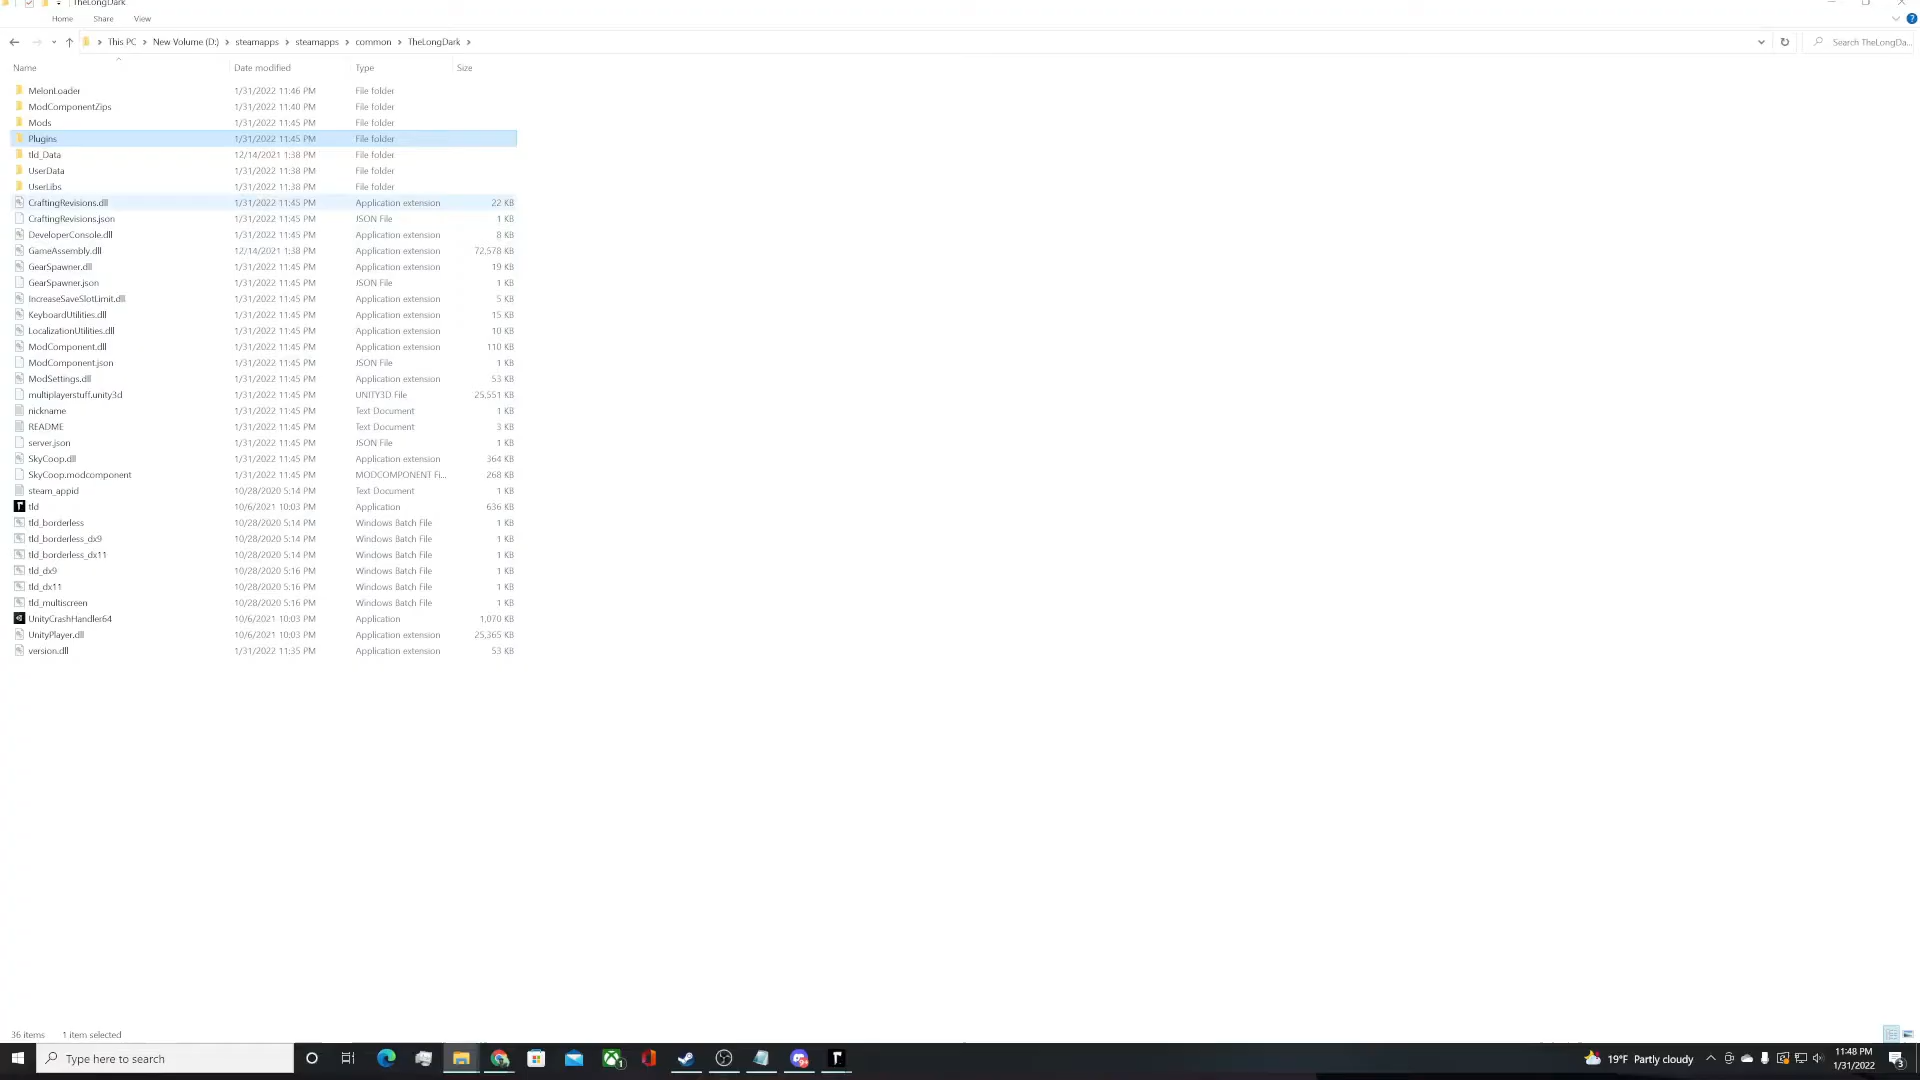 TheLongDark
Home Share View
This PC New Volume (D:) steamapps steamapps common TheLongDark Search TheLongDa...
Name Date modified Type Size
MelonLoader 1/31/2022 11:46 PM File folder
ModComponentZips 1/31/2022 11:40 PM File folder
Mods 1/31/2022 11:45 PM File folder
Plugins 1/31/2022 11:45 PM File folder
tld_Data 12/14/2021 1:38 PM File folder
UserData 1/31/2022 11:38 PM File folder
UserLibs 1/31/2022 11:38 PM File folder
CraftingRevisions.dll 1/31/2022 11:45 PM Application extension 22 KB
CraftingRevisions.json 1/31/2022 11:45 PM JSON File 1 KB
DeveloperConsole.dll 1/31/2022 11:45 PM Application extension 8 KB
GameAssembly.dll 12/14/2021 1:38 PM Application extension 72,578 KB
GearSpawner.dll 1/31/2022 11:45 PM Application extension 19 KB
GearSpawner.json 1/31/2022 11:45 PM JSON File 1 KB
IncreaseSaveSlotLimit.dll 1/31/2022 11:45 PM Application extension 5 KB
KeyboardUtilities.dll 1/31/2022 11:45 PM Application extension 15 KB
LocalizationUtilities.dll 1/31/2022 11:45 PM Application extension 10 KB
ModComponent.dll 1/31/2022 11:45 PM Application extension 110 KB
ModComponent.json 1/31/2022 11:45 PM JSON File 1 KB
ModSettings.dll 1/31/2022 11:45 PM Application extension 53 KB
multiplayerstuff.unity3d 1/31/2022 11:45 PM UNITY3D File 25,551 KB
nickname 1/31/2022 11:45 PM Text Document 1 KB
README 1/31/2022 11:45 PM Text Document 3 KB
server.json 1/31/2022 11:45 PM JSON File 1 KB
SkyCoop.dll 1/31/2022 11:45 PM Application extension 364 KB
SkyCoop.modcomponent 1/31/2022 11:45 PM MODCOMPONENT Fi... 268 KB
steam_appid 10/28/2020 5:14 PM Text Document 1 KB
tld 10/6/2021 10:03 PM Application 636 KB
tld_borderless 10/28/2020 5:14 PM Windows Batch File 1 KB
tld_borderless_dx9 10/28/2020 5:14 PM Windows Batch File 1 KB
tld_borderless_dx11 10/28/2020 5:14 PM Windows Batch File 1 KB
tld_dx9 10/28/2020 5:16 PM Windows Batch File 1 KB
tld_dx11 10/28/2020 5:16 PM Windows Batch File 1 KB
tld_multiscreen 10/28/2020 5:16 PM Windows Batch File 1 KB
UnityCrashHandler64 10/6/2021 10:03 PM Application 1,070 KB
UnityPlayer.dll 10/6/2021 10:03 PM Application extension 25,365 KB
version.dll 1/31/2022 11:35 PM Application extension 53 KB
36 items 1 item selected
Type here to search 1 19°F Partly cloudy 11:48 PM
1/31/2022 3